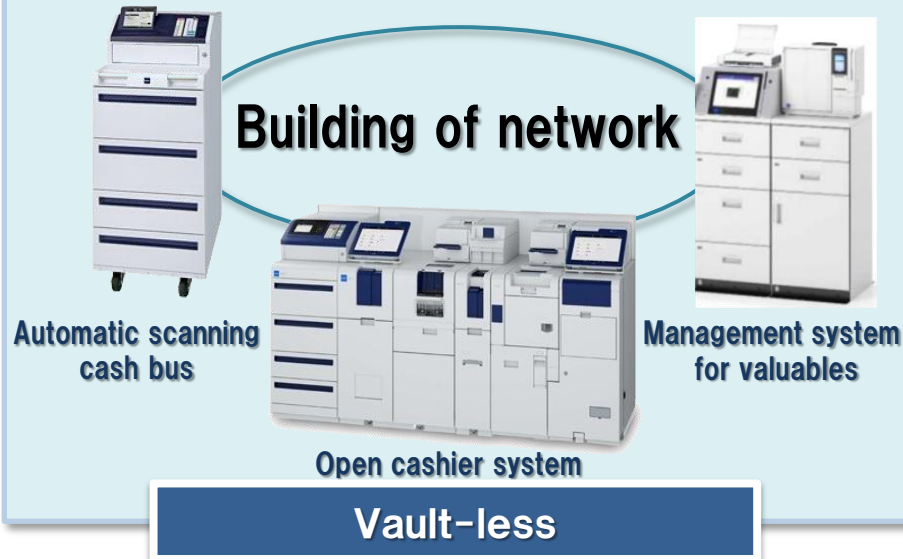 Building of network
Automatic scanning
cash bus
Management system
for valuables
Open cashier system
Vault-less